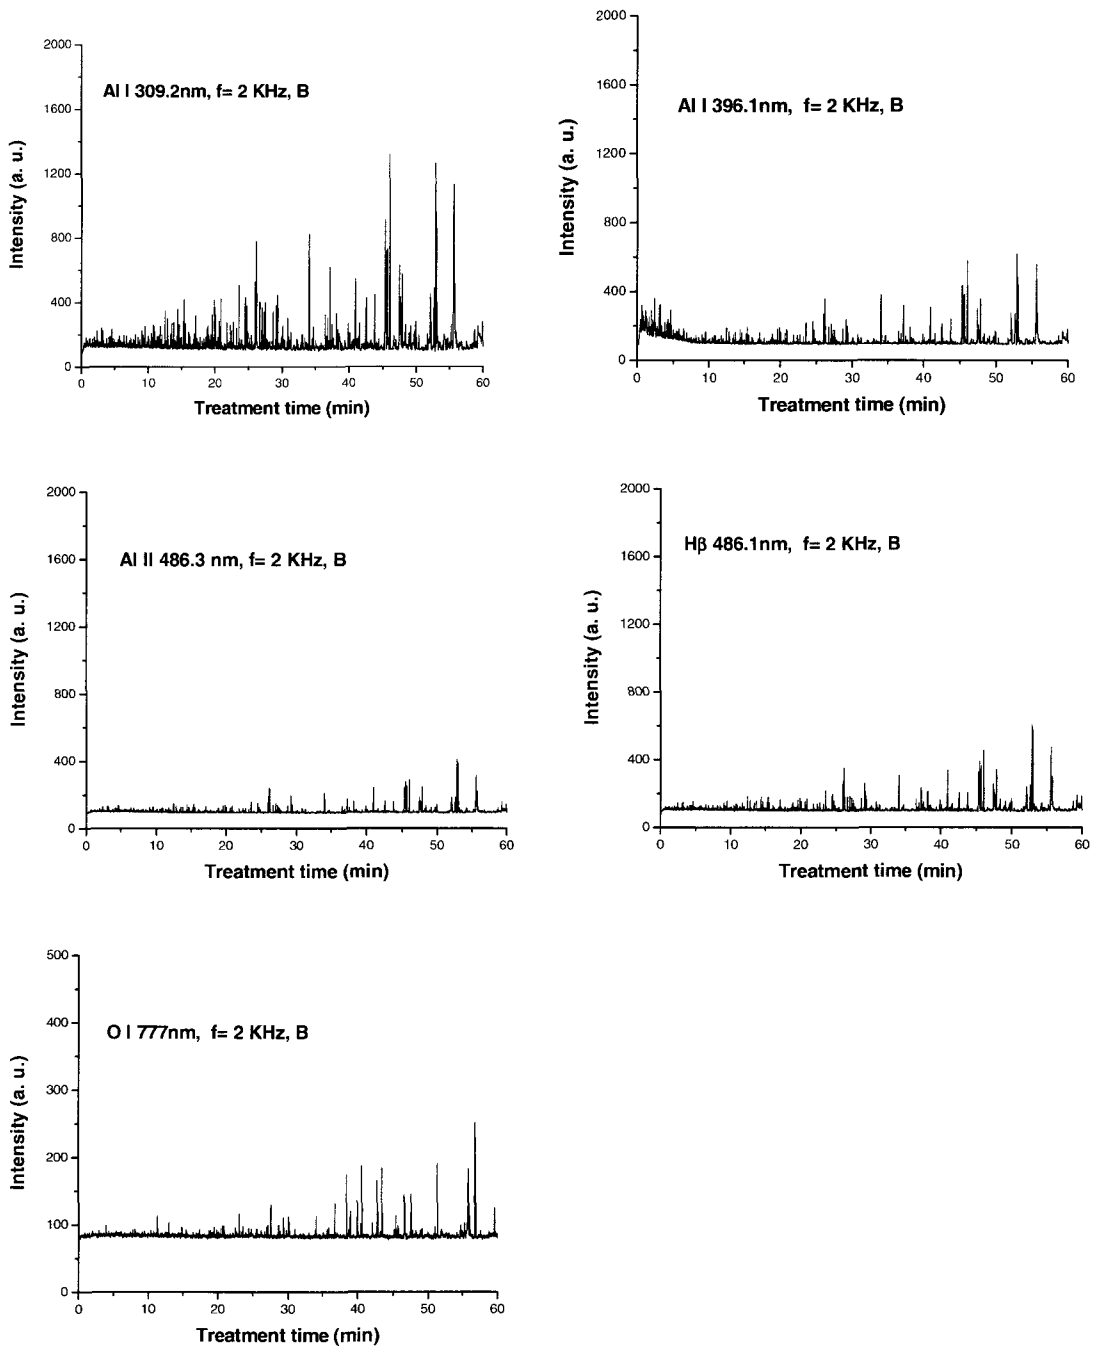 Al I 309.2nm, f= 2 KHz, B
Intensity (a. u.)
2000
1600
1200
800
400
0
0 10 20 30 40 50 60
Treatment time (min)
Al I 396.1nm, f= 2 KHz, B
Intensity (a. u.)
2000
1600
1200
800
400
0
0 10 20 30 40 50 60
Treatment time (min)
Al II 486.3 nm, f= 2 KHz, B
Intensity (a. u.)
2000
1600
1200
800
400
0
0 10 20 30 40 50 60
Treatment time (min)
Hβ 486.1nm, f= 2 KHz, B
Intensity (a. u.)
2000
1600
1200
800
400
0
0 10 20 30 40 50 60
Treatment time (min)
O I 777nm, f= 2 KHz, B
Intensity (a. u.)
500
400
300
200
100
0
0 10 20 30 40 50 60
Treatment time (min)